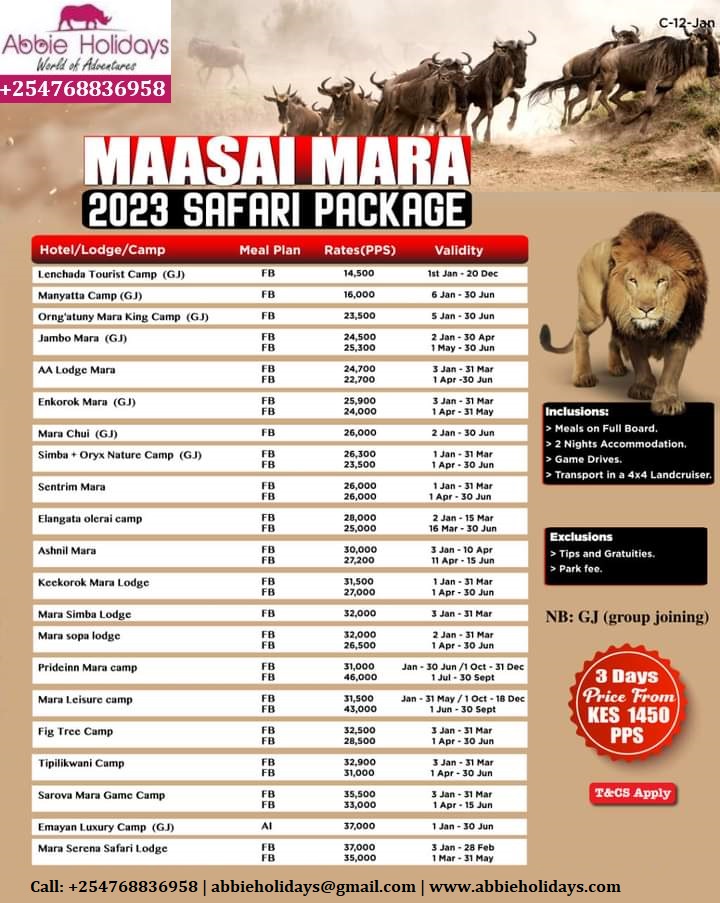 C-12-Jan
Abbie Holidays
World of Adventures
+254768836958
MAASAI MARA
2023 SAFARI PACKAGE
Hotel/Lodge/Camp Meal Plan Rates(PPS) Validity
Lenchada Tourist Camp (GJ) FB 14,500 1st Jan - 20 Dec
Manyatta Camp (GJ) FB 16,000 6 Jan - 30 Jun
Orng'atuny Mara King Camp (GJ) FB 23,500 5 Jan - 30 Jun
Jambo Mara (GJ) FB 24,500 2 Jan - 30 Apr
FB 25,300 1 May - 30 Jun
AA Lodge Mara FB 24,700 3 Jan - 31 Mar
FB 22,700 1 Apr -30 Jun
Enkorok Mara (GJ) FB 25,900 3 Jan - 31 Mar
FB 24,000 1 Apr - 31 May
Mara Chui (GJ) FB 26,000 2 Jan - 30 Jun
Simba + Oryx Nature Camp (GJ) FB 26,300 1 Jan - 31 Mar
FB 23,500 1 Apr - 30 Jun
Sentrim Mara FB 26,000 1 Jan - 31 Mar
FB 26,000 1 Apr - 30 Jun
Elangata olerai camp FB 28,000 2 Jan - 15 Mar
FB 25,000 16 Mar - 30 Jun
Ashnil Mara FB 30,000 3 Jan - 10 Apr
FB 27,200 11 Apr - 15 Jun
Keekorok Mara Lodge FB 31,500 1 Jan - 31 Mar
FB 27,000 1 Apr - 30 Jun
Mara Simba Lodge FB 32,000 3 Jan - 31 Mar
Mara sopa lodge FB 32,000 2 Jan - 31 Mar
FB 26,500 1 Apr - 30 Jun
Prideinn Mara camp FB 31,000 Jan - 30 Jun /1 Oct - 31 Dec
FB 46,000 1 Jul - 30 Sept
Mara Leisure camp FB 31,500 Jan - 31 May / 1 Oct - 18 Dec
FB 43,000 1 Jun - 30 Sept
Fig Tree Camp FB 32,500 3 Jan - 31 Mar
FB 28,500 1 Apr - 30 Jun
Tipilikwani Camp FB 32,900 3 Jan - 31 Mar
FB 31,000 1 Apr - 30 Jun
Sarova Mara Game Camp FB 35,500 3 Jan - 31 Mar
FB 33,000 1 Apr - 15 Jun
Emayan Luxury Camp (GJ) AI 37,000 1 Jan - 30 Jun
Mara Serena Safari Lodge FB 37,000 3 Jan - 28 Feb
FB 35,000 1 Mar - 31 May
Inclusions:
> Meals on Full Board.
> 2 Nights Accommodation.
> Game Drives.
> Transport in a 4x4 Landcruiser.
Exclusions
> Tips and Gratuities.
> Park fee.
NB: GJ (group joining)
3 Days
Price From
KES 1450
PPS
T&CS Apply
Call: +254768836958 | abbieholidays@gmail.com | www.abbieholidays.com